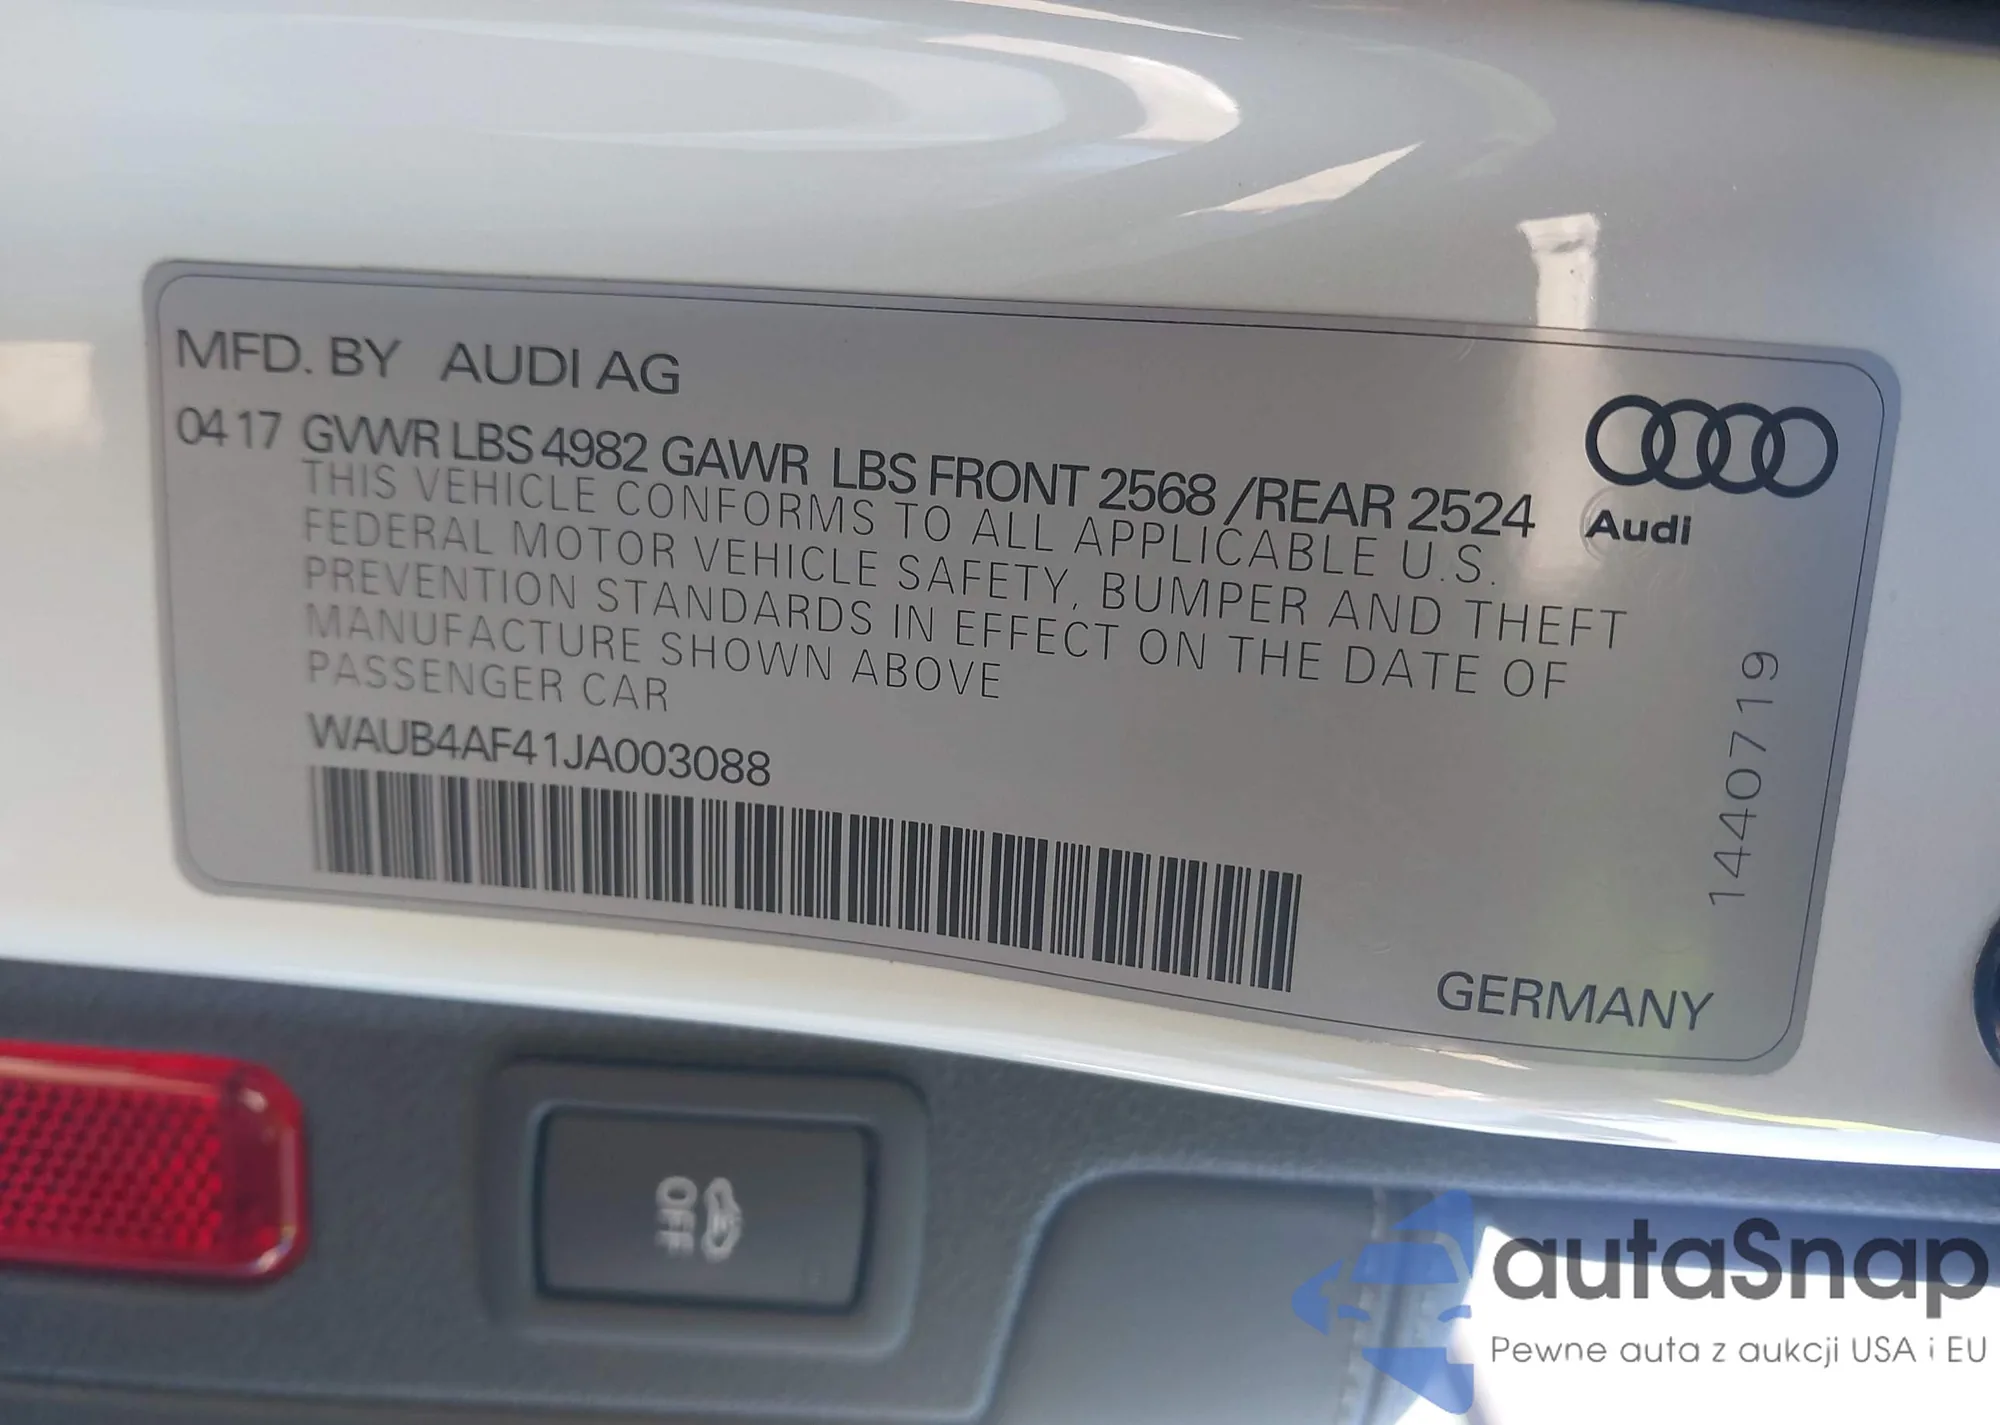 MFD. BY AUDI AG
04 17 GVWR LBS 4982 GAWR LBS FRONT 2568 /REAR 2524
THIS VEHICLE CONFORMS TO ALL APPLICABLE U.S.
FEDERAL MOTOR VEHICLE SAFETY, BUMPER AND THEFT
PREVENTION STANDARDS IN EFFECT ON THE DATE OF
MANUFACTURE SHOWN ABOVE
PASSENGER CAR
WAUB4AF41JA003088
Audi
1440719
GERMANY
OFF
autaSnap
Pewne auta z aukcji USA i EU